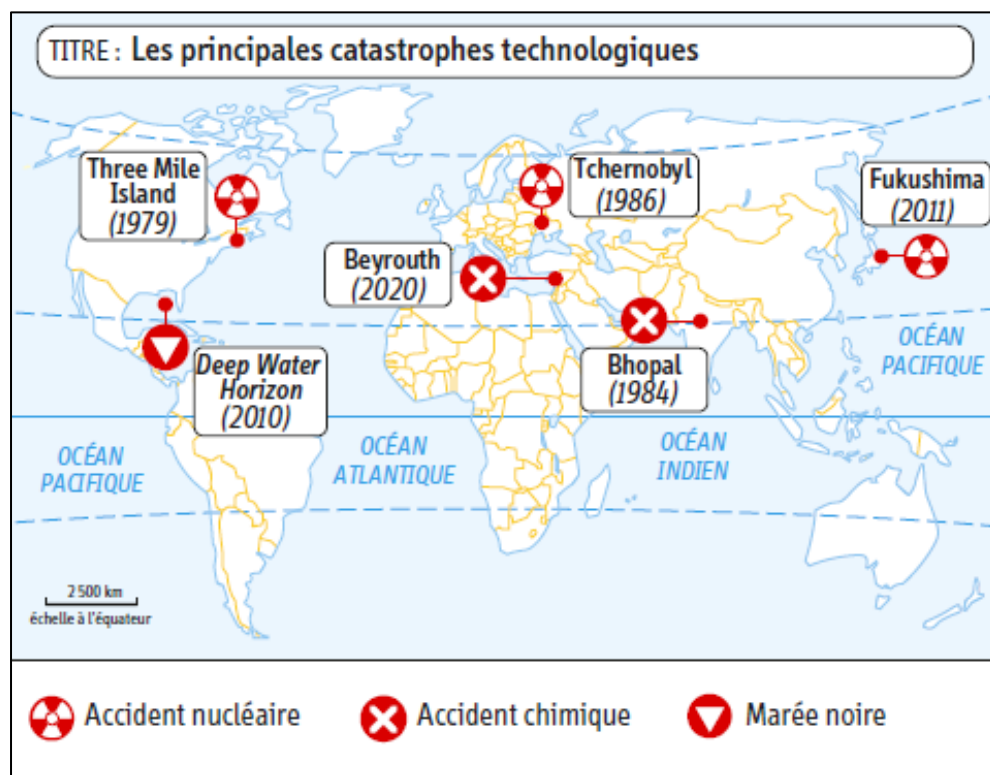 TITRE : Les principales catastrophes technologiques
Three Mile
Island
(1979)
Tchernobyl
(1986)
Fukushima
(2011)
Beyrouth
(2020)
Deep Water
Horizon
(2010)
Bhopal
(1984)
OCÉAN
PACIFIQUE
OCÉAN
PACIFIQUE
OCÉAN
ATLANTIQUE
OCÉAN
INDIEN
2 500 km
échelle à l'équateur
Accident nucléaire
Accident chimique
Marée noire